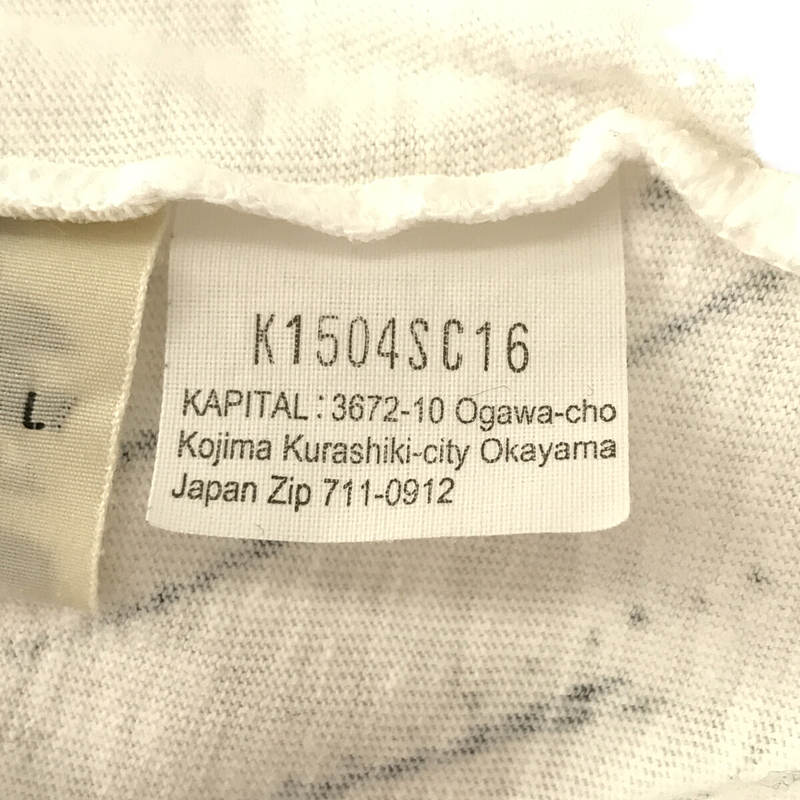 K1504SC16
KAPITAL : 3672-10 Ogawa-cho
Kojima Kurashiki-city Okayama
Japan Zip 711-0912
L